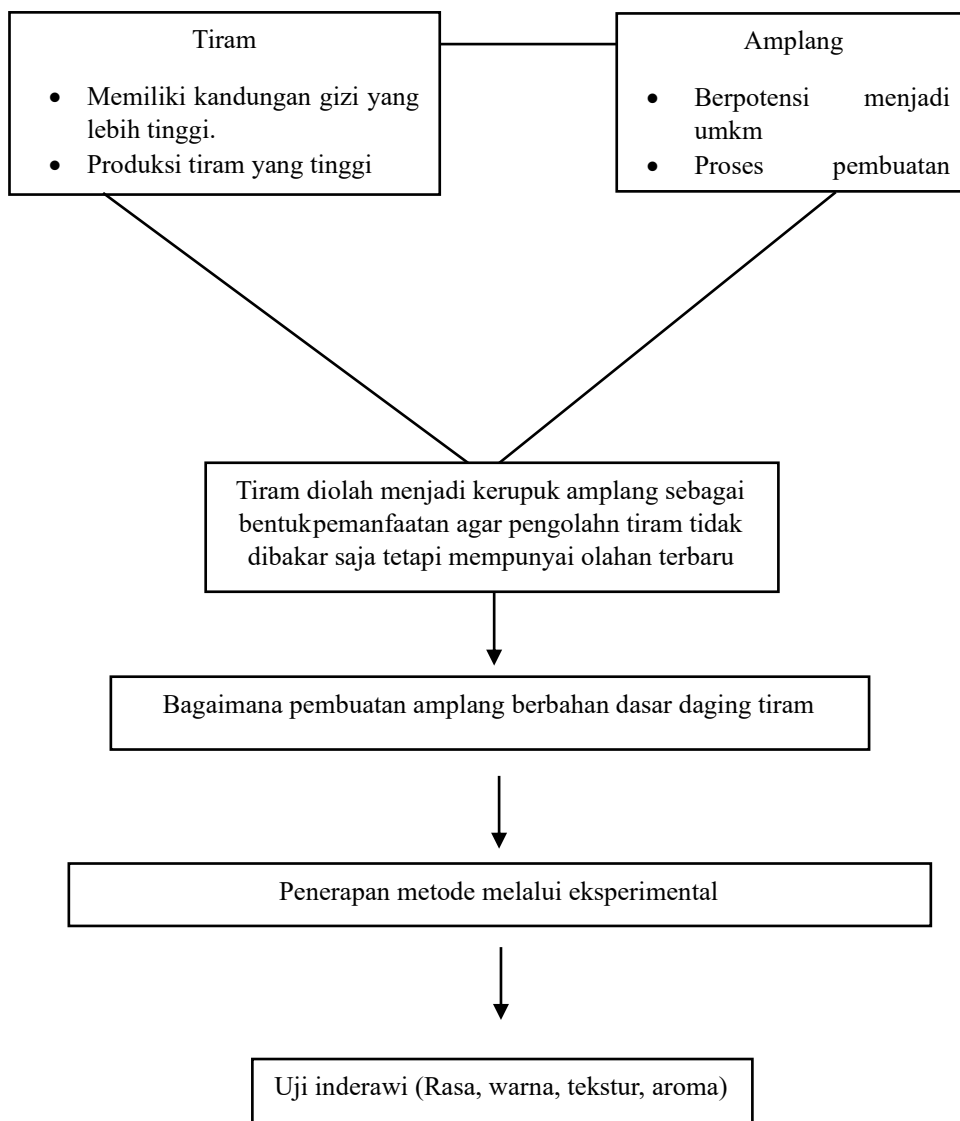 Tiram
• Memiliki kandungan gizi yang
lebih tinggi.
• Produksi tiram yang tinggi
Amplang
• Berpotensi menjadi
umkm
• Proses pembuatan
Tiram diolah menjadi kerupuk amplang sebagai
bentukpemanfaatan agar pengolahn tiram tidak
dibakar saja tetapi mempunyai olahan terbaru
Bagaimana pembuatan amplang berbahan dasar daging tiram
Penerapan metode melalui eksperimental
Uji inderawi (Rasa, warna, tekstur, aroma)